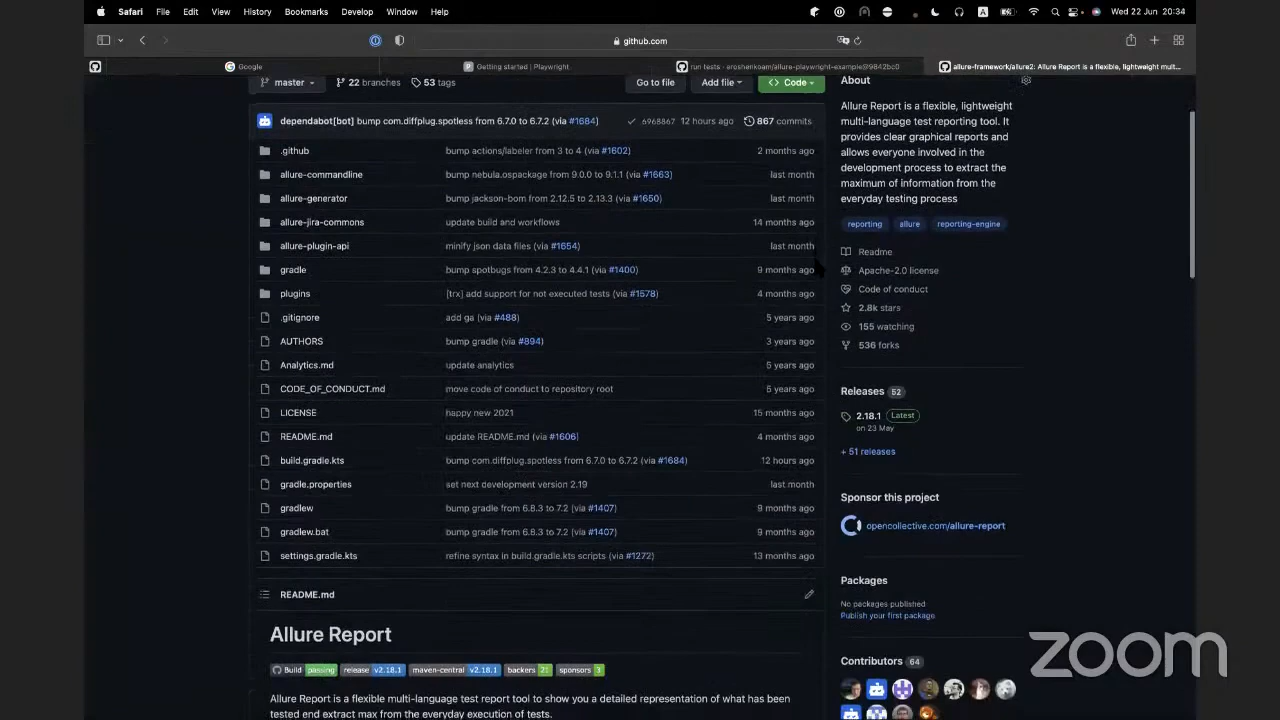 Safari File Edit View History Bookmarks Develop Window Help
A
Wed 22 Jun 20:34
github.com
Google
Getting started | Playwright
run tests · eroshenkoam/allure-playwright-example@9842bc0
allure-framework/allure2: Allure Report is a flexible, lightweight mult...
master
22 branches
53 tags
Go to file
Add file
Code
dependabot[bot] bump com.diffplug.spotless from 6.7.0 to 6.7.2 (via #1684)
6968867 12 hours ago
867 commits
.github bump actions/labeler from 3 to 4 (via #1602) 2 months ago
allure-commandline bump nebula.ospackage from 9.0.0 to 9.1.1 (via #1663) last month
allure-generator bump jackson-bom from 2.12.5 to 2.13.3 (via #1650) last month
allure-jira-commons update build and workflows 14 months ago
allure-plugin-api minify json data files (via #1654) last month
gradle bump spotbugs from 4.2.3 to 4.4.1 (via #1400) 9 months ago
plugins [trx] add support for not executed tests (via #1578) 4 months ago
.gitignore add ga (via #488) 5 years ago
AUTHORS bump gradle (via #894) 3 years ago
Analytics.md update analytics 5 years ago
CODE_OF_CONDUCT.md move code of conduct to repository root 5 years ago
LICENSE happy new 2021 15 months ago
README.md update README.md (via #1606) 4 months ago
build.gradle.kts bump com.diffplug.spotless from 6.7.0 to 6.7.2 (via #1684) 12 hours ago
gradle.properties set next development version 2.19 last month
gradlew bump gradle from 6.8.3 to 7.2 (via #1407) 9 months ago
gradlew.bat bump gradle from 6.8.3 to 7.2 (via #1407) 9 months ago
settings.gradle.kts refine syntax in build.gradle.kts scripts (via #1272) 13 months ago
README.md
Allure Report
Build passing release v2.18.1 maven-central v2.18.1 backers 21 sponsors 3
Allure Report is a flexible multi-language test report tool to show you a detailed representation of what has been
tested end extract max from the everyday execution of tests.
About
Allure Report is a flexible, lightweight
multi-language test reporting tool. It
provides clear graphical reports and
allows everyone involved in the
development process to extract the
maximum of information from the
everyday testing process
reporting allure reporting-engine
Readme
Apache-2.0 license
Code of conduct
2.8k stars
155 watching
536 forks
Releases 52
2.18.1 Latest
on 23 May
+ 51 releases
Sponsor this project
opencollective.com/allure-report
Packages
No packages published
Publish your first package
Contributors 64
zoom